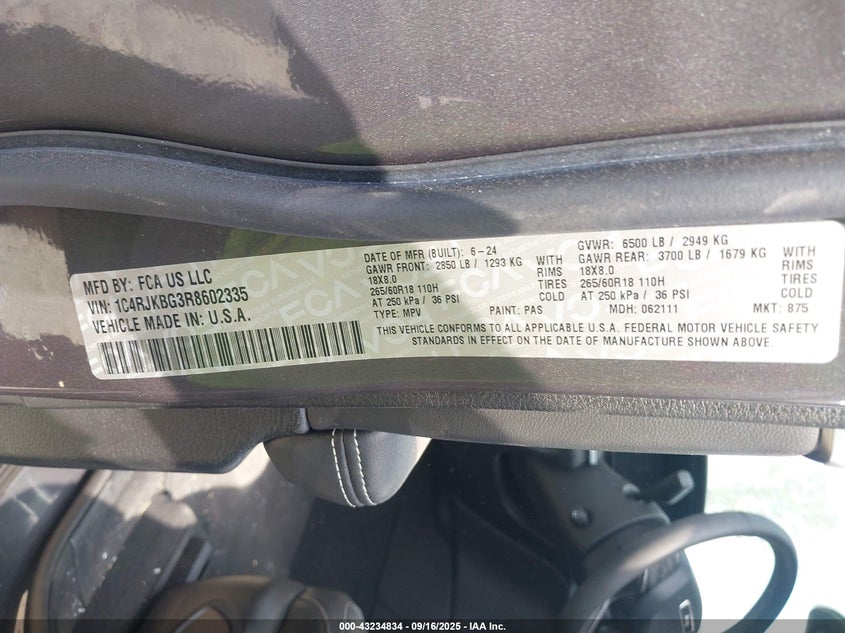 MFD BY: FCA US LLC
VIN: 1C4RJKBG3R8602335
VEHICLE MADE IN: U.S.A.
DATE OF MFR (BUILT): 6-24
GAWR FRONT: 2850 LB / 1293 KG WITH
18X8.0 RIMS
265/60R18 110H TIRES
AT 250 kPa / 36 PSI COLD
GVWR: 6500 LB / 2949 KG
GAWR REAR: 3700 LB / 1679 KG WITH
18X8.0 RIMS
265/60R18 110H TIRES
AT 250 kPa / 36 PSI COLD
TYPE: MPV PAINT: PAS MDH: 062111 MKT: 875
THIS VEHICLE CONFORMS TO ALL APPLICABLE U.S.A. FEDERAL MOTOR VEHICLE SAFETY
STANDARDS IN EFFECT ON THE DATE OF MANUFACTURE SHOWN ABOVE.
000-43234834 - 09/16/2025 - IAA Inc.